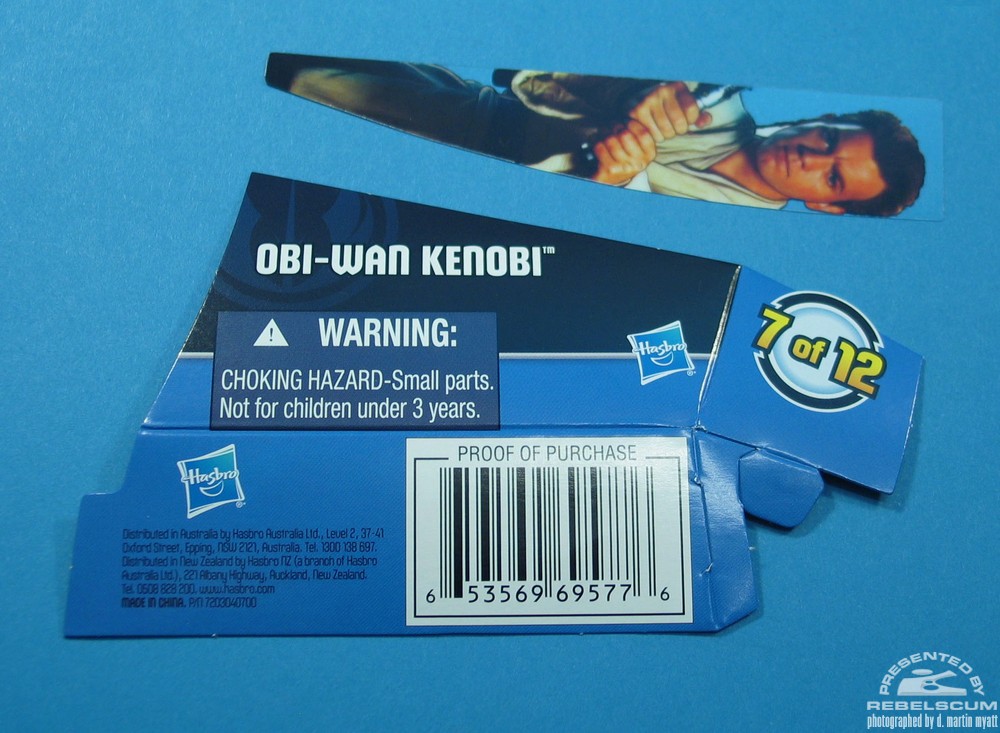 OBI-WAN KENOBI™
WARNING:
CHOKING HAZARD-Small parts.
Not for children under 3 years.
Hasbro®
7 of 12
Hasbro®
PROOF OF PURCHASE
6 53569 69577 6
Distributed in Australia by Hasbro Australia Ltd., Level 2, 37-41
Oxford Street, Epping, NSW 2121, Australia. Tel. 1300 138 697.
Distributed in New Zealand by Hasbro NZ (a branch of Hasbro
Australia Ltd.), 221 Albany Highway, Auckland, New Zealand.
Tel. 0508 828 200. www.hasbro.com
MADE IN CHINA. P/N 7203040700
PRESENTED BY
REBELSCUM
photographed by d. martin myatt